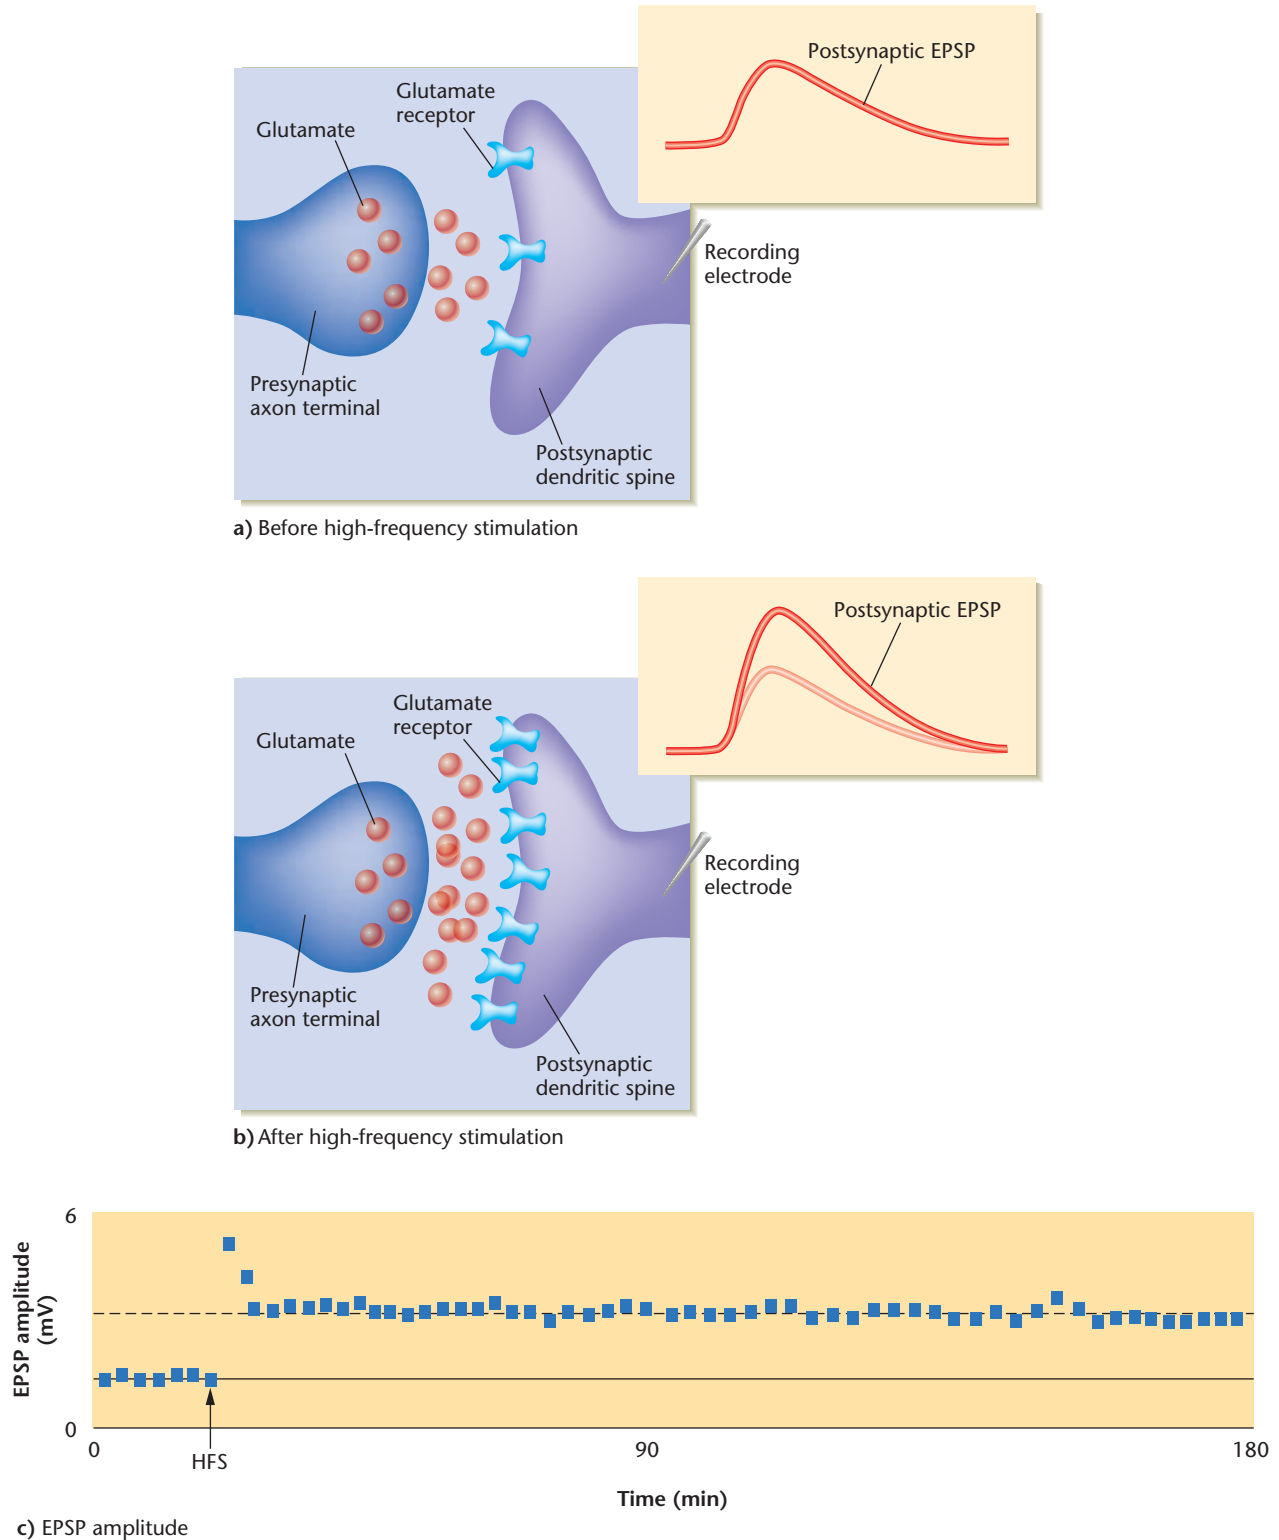 Postsynaptic EPSP
Glutamate
receptor
Glutamate
Recording
electrode
Presynaptic
axon terminal
Postsynaptic
dendritic spine
a) Before high-frequency stimulation
Postsynaptic EPSP
Glutamate
receptor
Glutamate
Recording
electrode
Presynaptic
axon terminal
Postsynaptic
dendritic spine
b) After high-frequency stimulation
6
EPSP amplitude
(mV)
0
0
90
180
HFS
Time (min)
c) EPSP amplitude